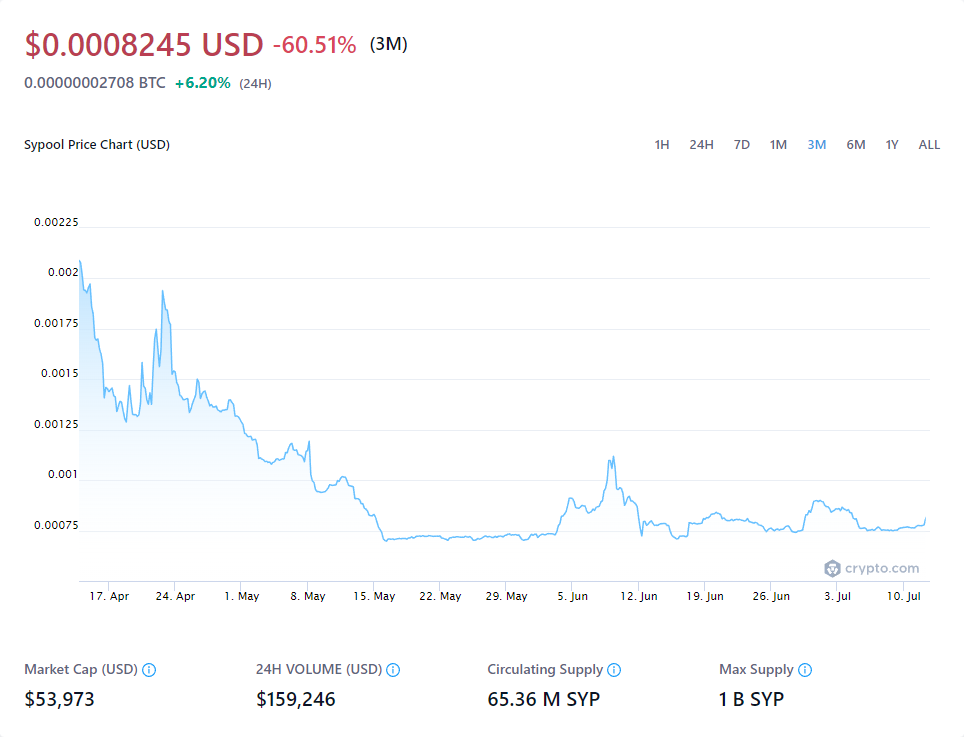 $0.0008245 USD -60.51% (3M)
0.00000002708 BTC +6.20% (24H)
Sypool Price Chart (USD) 1H 24H 7D 1M 3M 6M 1Y ALL
0.00225
0.002
0.00175
0.0015
0.00125
0.001
0.00075
crypto.com
17. Apr 24. Apr 1. May 8. May 15. May 22. May 29. May 5. Jun 12. Jun 19. Jun 26. Jun 3. Jul 10. Jul
Market Cap (USD) 24H VOLUME (USD) Circulating Supply Max Supply
$53,973 $159,246 65.36 M SYP 1 B SYP